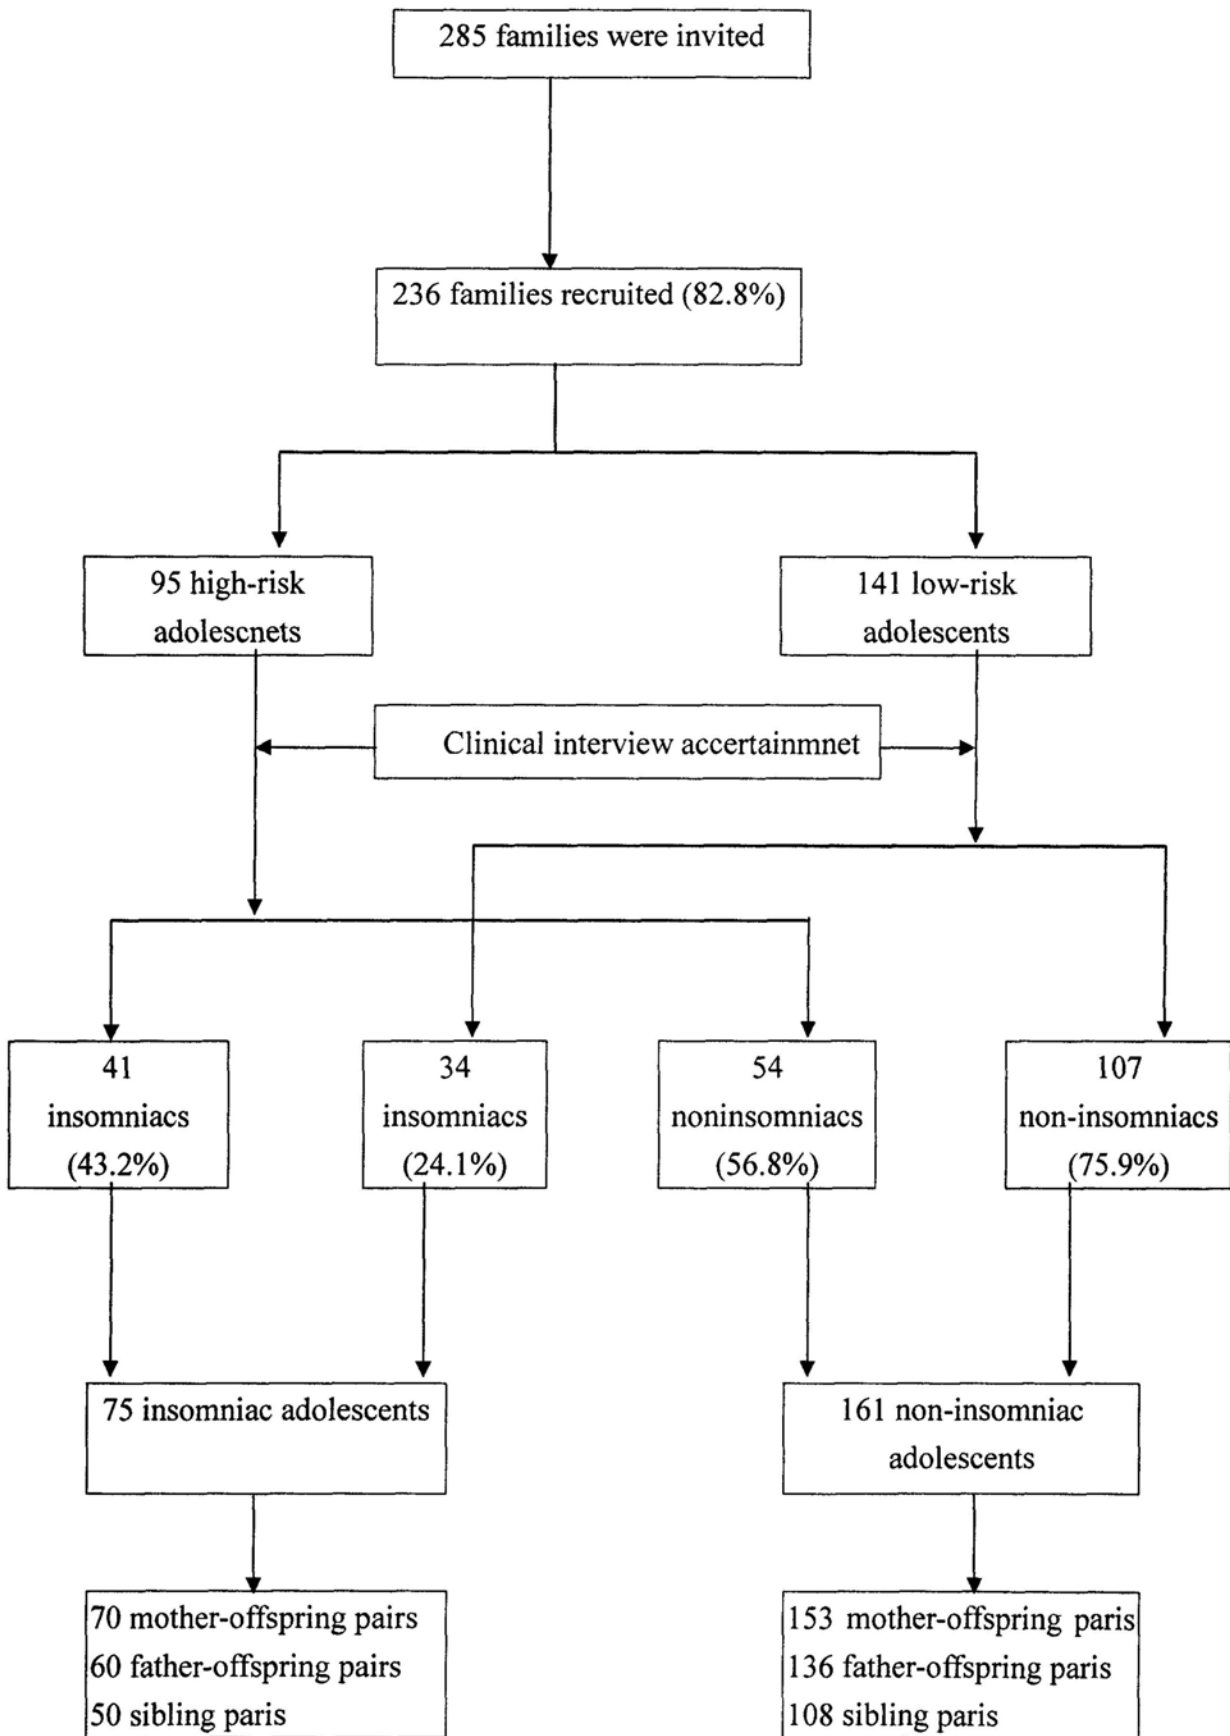 285 families were invited
236 families recruited (82.8%)
95 high-risk
adolescnets
141 low-risk
adolescents
Clinical interview accertainmnet
41
insomniacs
(43.2%)
34
insomniacs
(24.1%)
54
noninsomniacs
(56.8%)
107
non-insomniacs
(75.9%)
75 insomniac adolescents
161 non-insomniac
adolescents
70 mother-offspring pairs
60 father-offspring pairs
50 sibling paris
153 mother-offspring paris
136 father-offspring paris
108 sibling paris